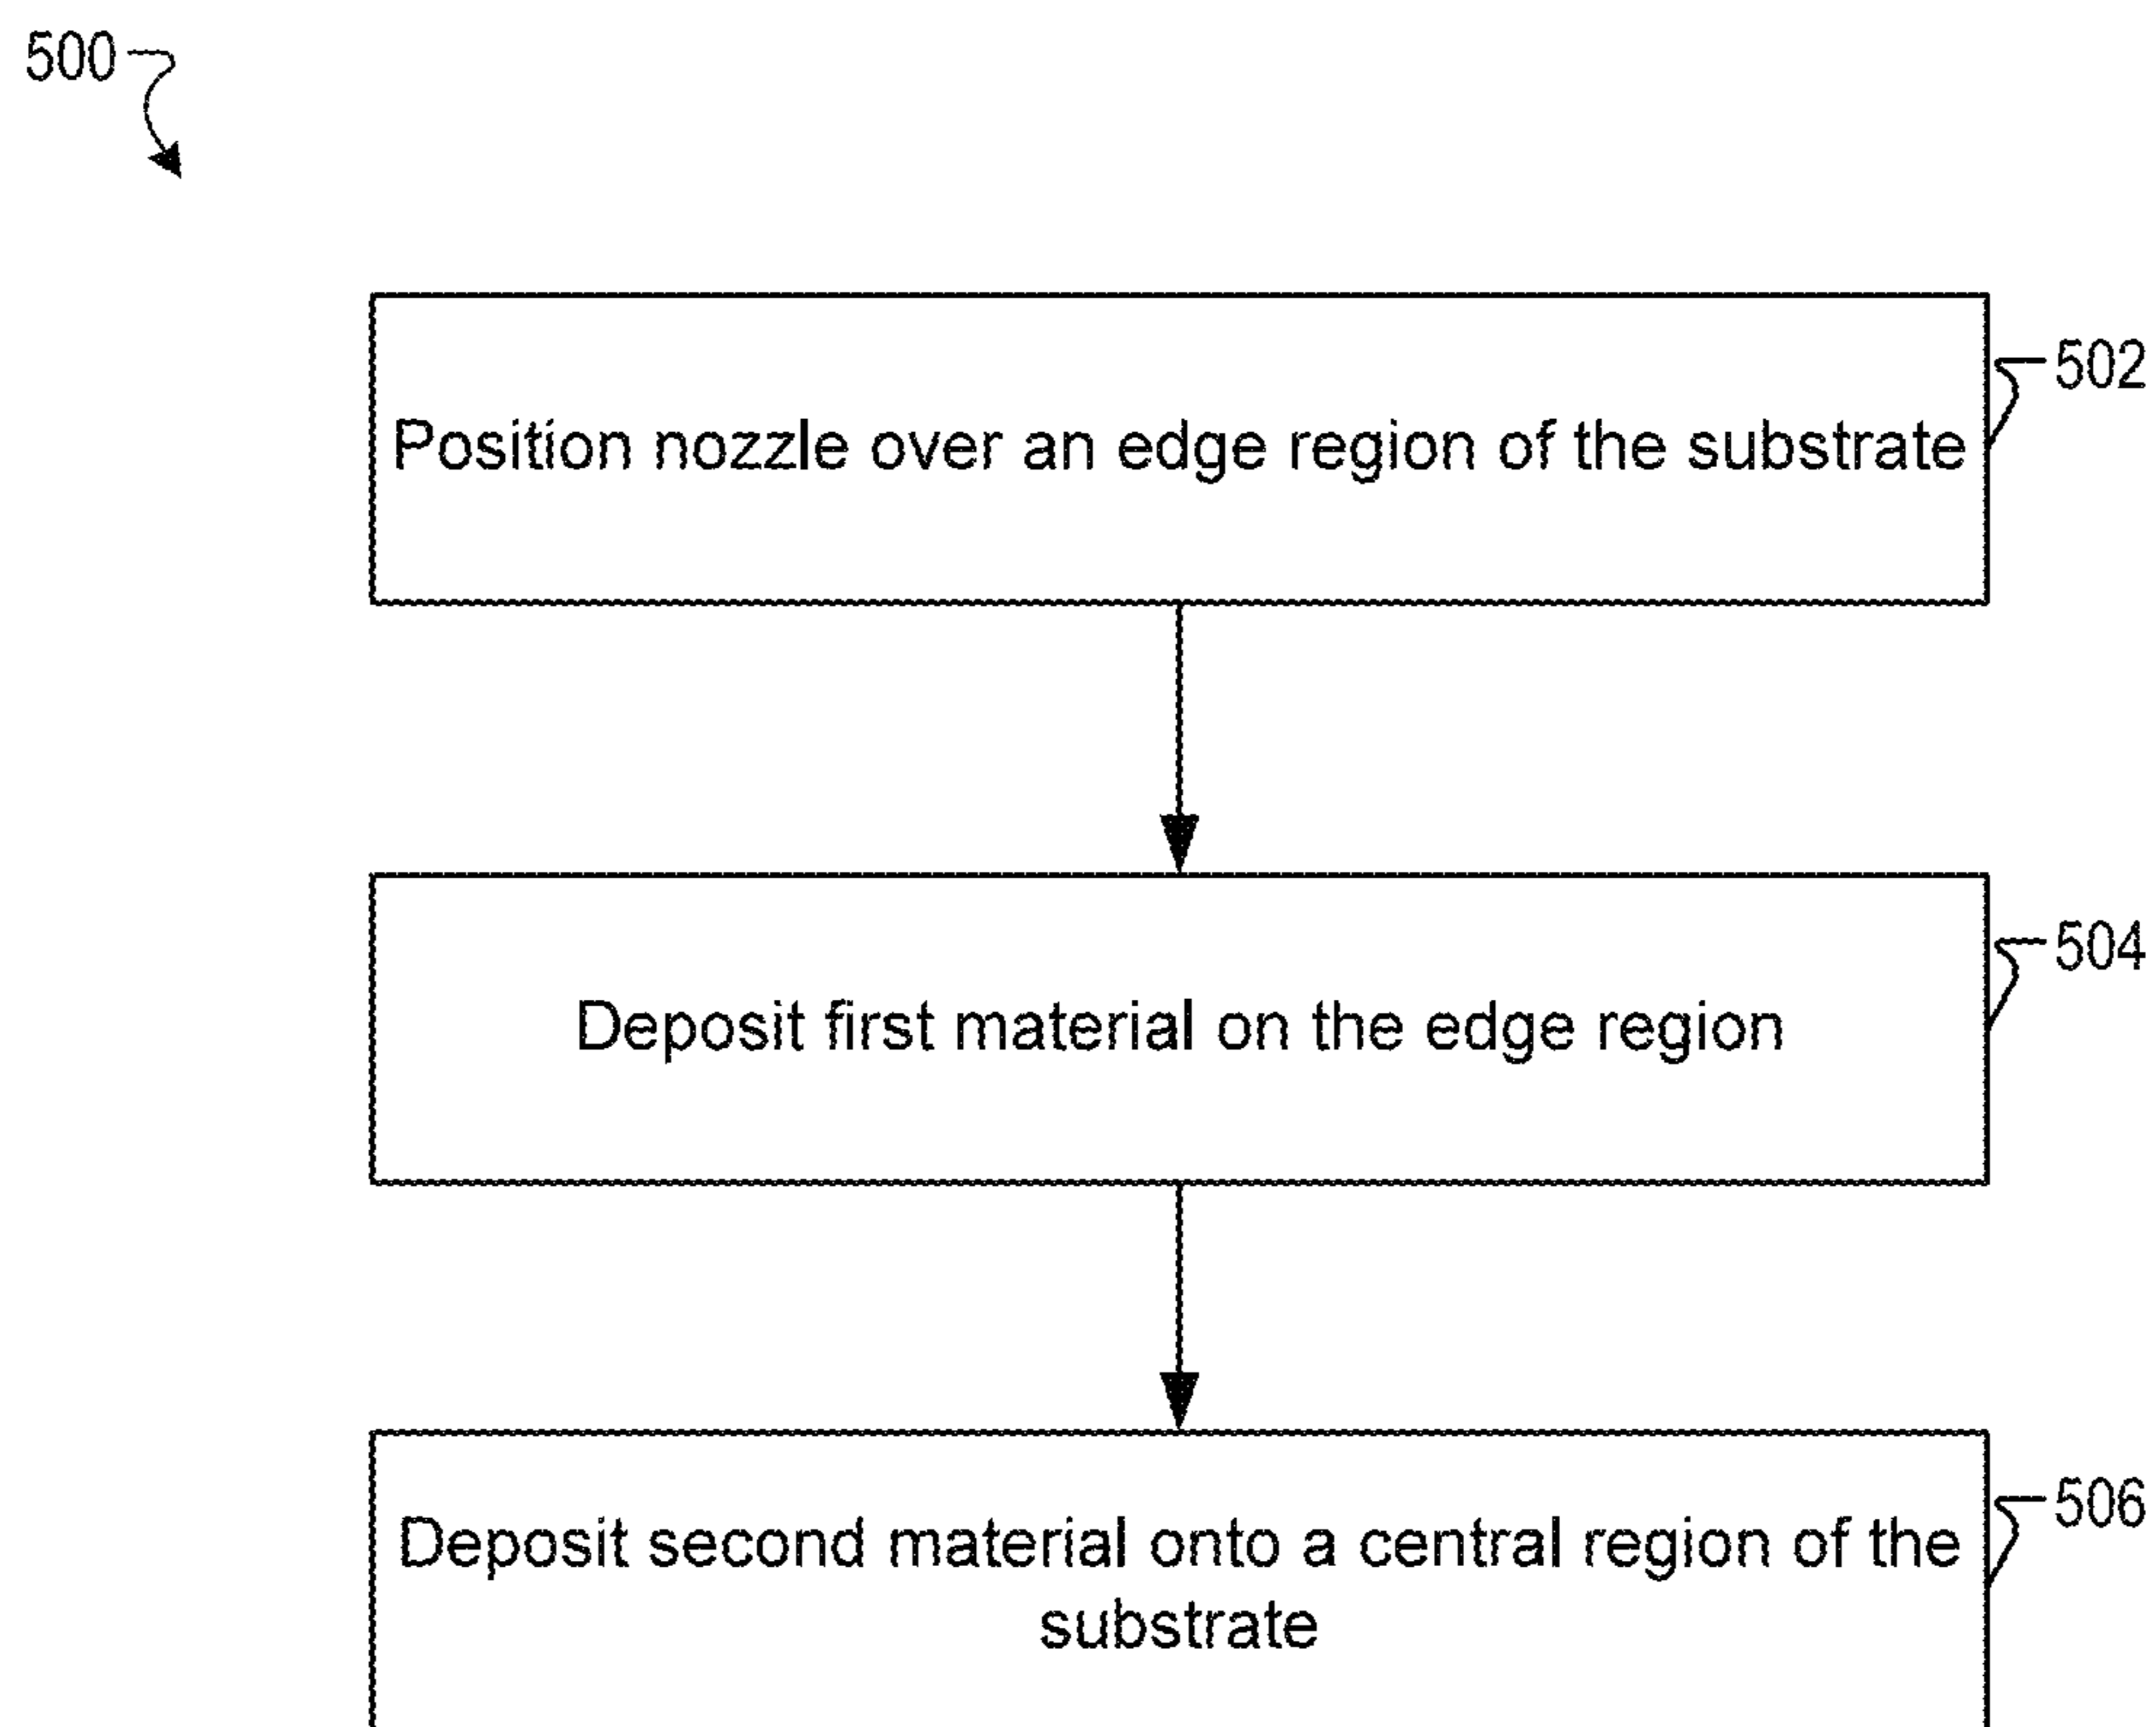 500
502
Position nozzle over an edge region of the substrate
504
Deposit first material on the edge region
506
Deposit second material onto a central region of the
substrate